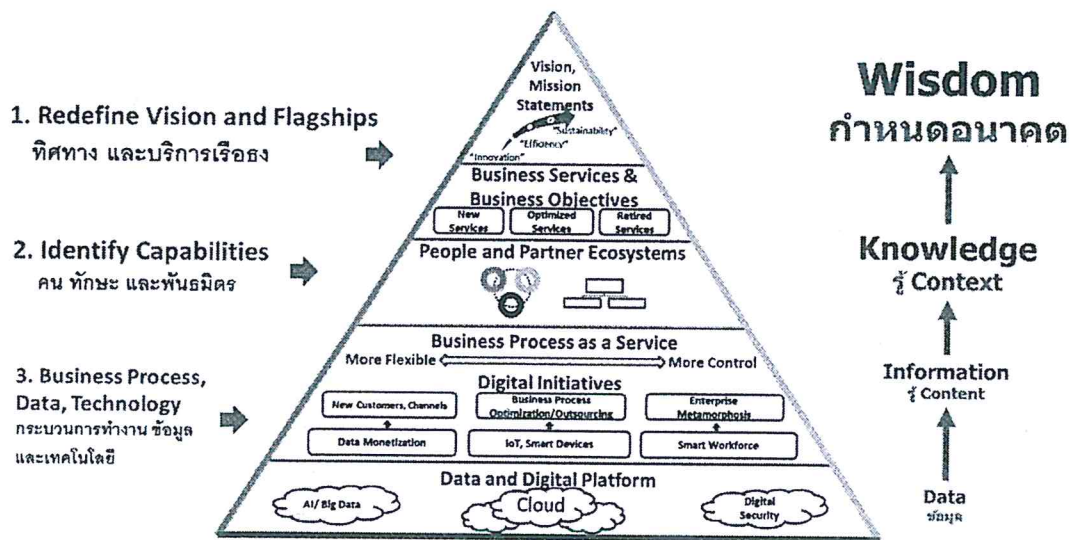 1. Redefine Vision and Flagships
ทิศทาง และบริการเรือธง
2. Identify Capabilities
คน ทักษะ และพันธมิตร
3. Business Process,
Data, Technology
กระบวนการทำงาน ข้อมูล
และเทคโนโลยี
Vision,
Mission
Statements
"Sustainability"
"Efficiency"
"Innovation"
Business Services &
Business Objectives
New
Services
Optimized
Services
Retired
Services
People and Partner Ecosystems
Business Process as a Service
More Flexible
More Control
Digital Initiatives
New Customers, Channels
Business Process
Optimization/Outsourcing
Enterprise
Metamorphosis
Data Monetization
IoT, Smart Devices
Smart Workforce
Data and Digital Platform
AI/ Big Data
Cloud
Digital
Security
Wisdom
กำหนดอนาคต
Knowledge
รู้ Context
Information
รู้ Content
Data
ข้อมูล